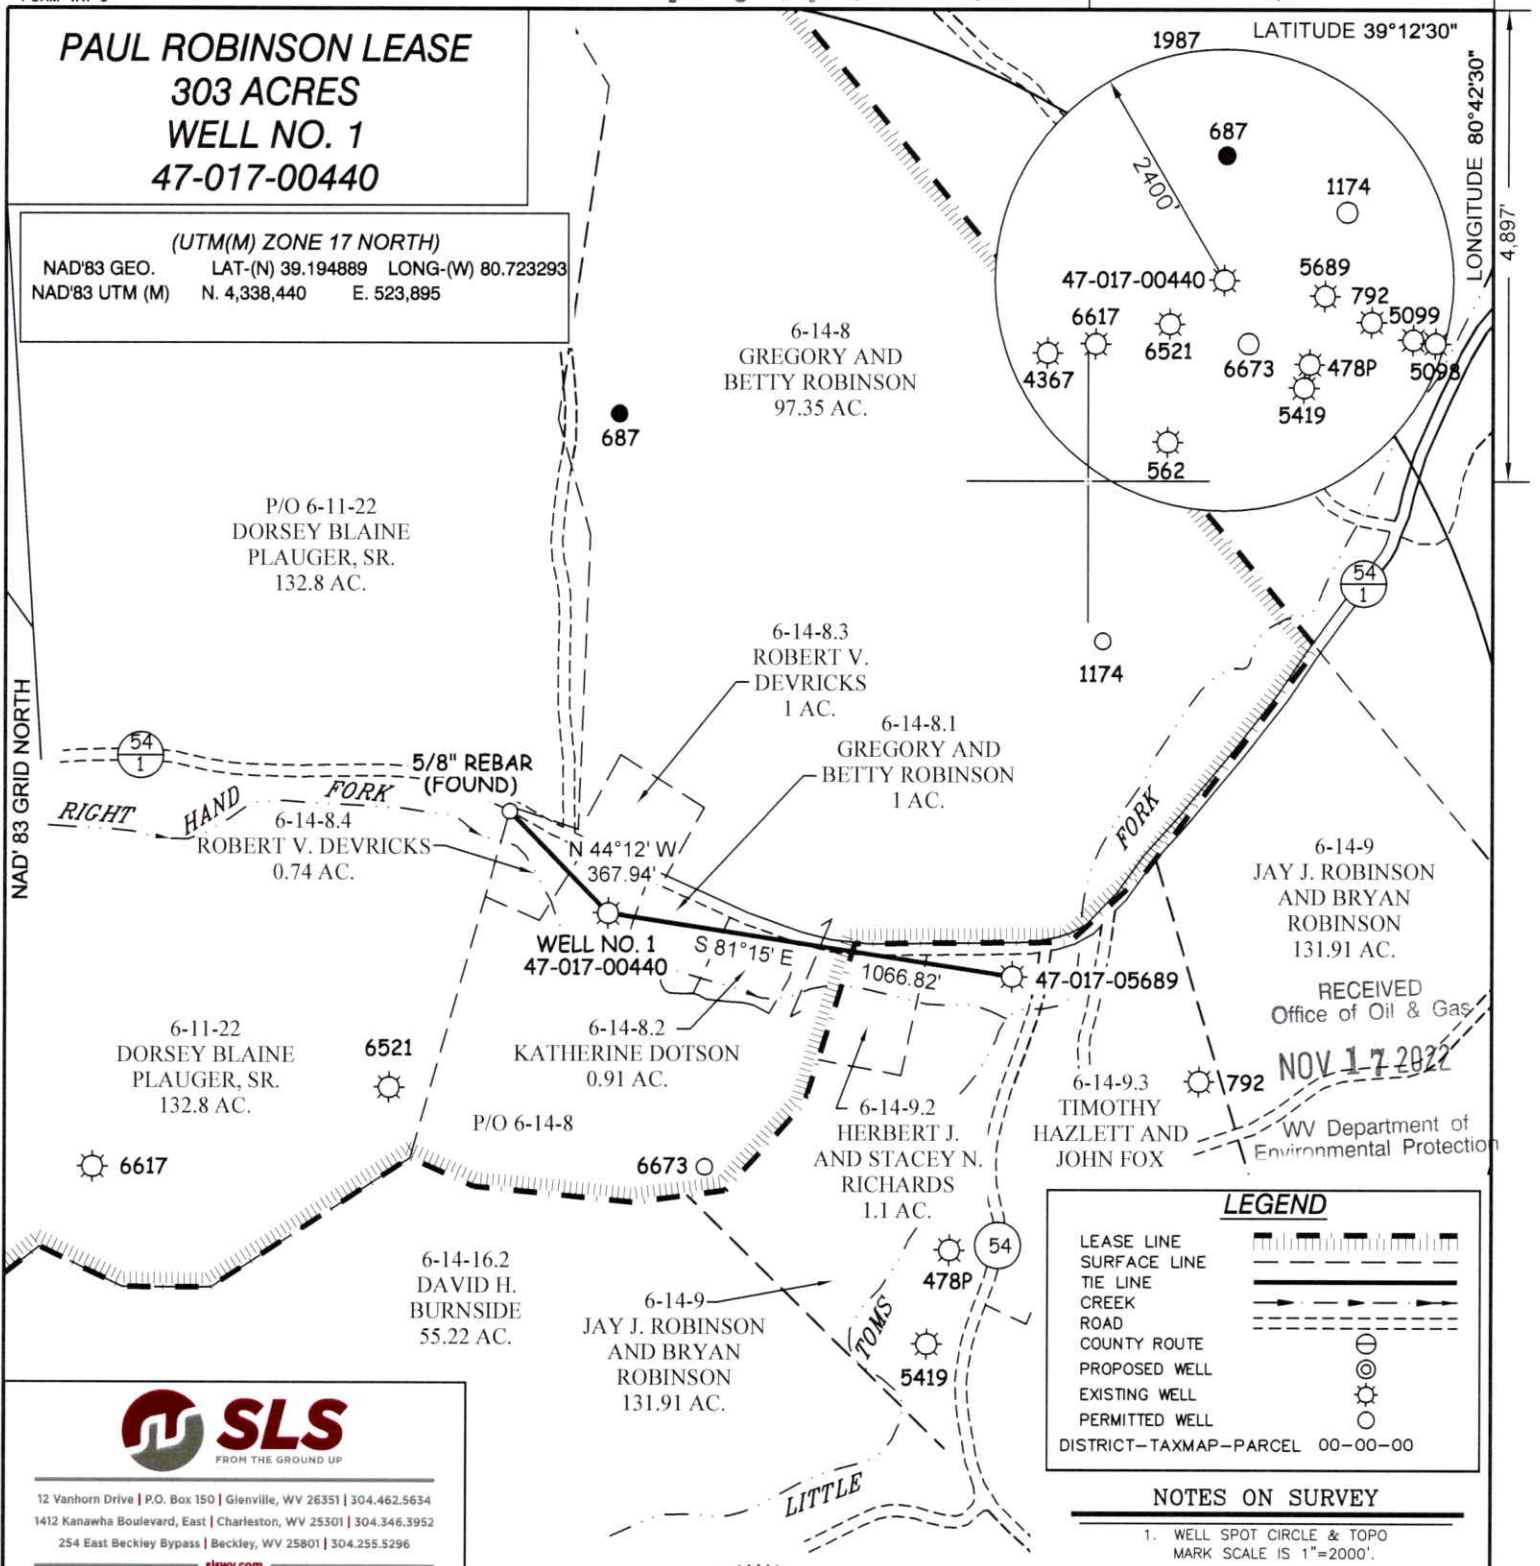 PAUL ROBINSON LEASE
303 ACRES
WELL NO. 1
47-017-00440
(UTM(M) ZONE 17 NORTH)
NAD'83 GEO. LAT-(N) 39.194889 LONG-(W) 80.723293
NAD'83 UTM (M) N. 4,338,440 E. 523,895
LATITUDE 39°12'30"
1987
LONGITUDE 80°42'30"
4,897'
2400'
687
1174
47-017-00440
5689
792
5099
6617
6521
4367
6673
478P
5098
5419
562
6-14-8
GREGORY AND
BETTY ROBINSON
97.35 AC.
687
P/O 6-11-22
DORSEY BLAINE
PLAUGER, SR.
132.8 AC.
54
1
6-14-8.3
ROBERT V.
DEVRICKS
1 AC.
1174
6-14-8.1
GREGORY AND
BETTY ROBINSON
1 AC.
NAD' 83 GRID NORTH
54
1
5/8" REBAR
(FOUND)
RIGHT HAND FORK
6-14-8.4
ROBERT V. DEVRICKS
0.74 AC.
N 44°12' W
367.94'
FORK
6-14-9
JAY J. ROBINSON
AND BRYAN
ROBINSON
131.91 AC.
WELL NO. 1
47-017-00440
S 81°15' E
1066.82'
47-017-05689
RECEIVED
Office of Oil & Gas
NOV 17 2022
WV Department of
Environmental Protection
6-11-22
DORSEY BLAINE
PLAUGER, SR.
132.8 AC.
6521
6-14-8.2
KATHERINE DOTSON
0.91 AC.
P/O 6-14-8
6-14-9.2
HERBERT J.
AND STACEY N.
RICHARDS
1.1 AC.
6-14-9.3
TIMOTHY
HAZLETT AND
JOHN FOX
792
6617
6673
6-14-16.2
DAVID H.
BURNSIDE
55.22 AC.
6-14-9
JAY J. ROBINSON
AND BRYAN
ROBINSON
131.91 AC.
478P
54
TOMS
5419
LITTLE
LEGEND
LEASE LINE
SURFACE LINE
TIE LINE
CREEK
ROAD
COUNTY ROUTE
PROPOSED WELL
EXISTING WELL
PERMITTED WELL
DISTRICT-TAXMAP-PARCEL 00-00-00
NOTES ON SURVEY
1. WELL SPOT CIRCLE & TOPO
MARK SCALE IS 1"=2000'.
SLS
FROM THE GROUND UP
12 Vanhorn Drive | P.O. Box 150 | Glenville, WV 26351 | 304.462.5634
1412 Kanawha Boulevard, East | Charleston, WV 25301 | 304.346.3952
254 East Beckley Bypass | Beckley, WV 25801 | 304.255.5296
slswv.com